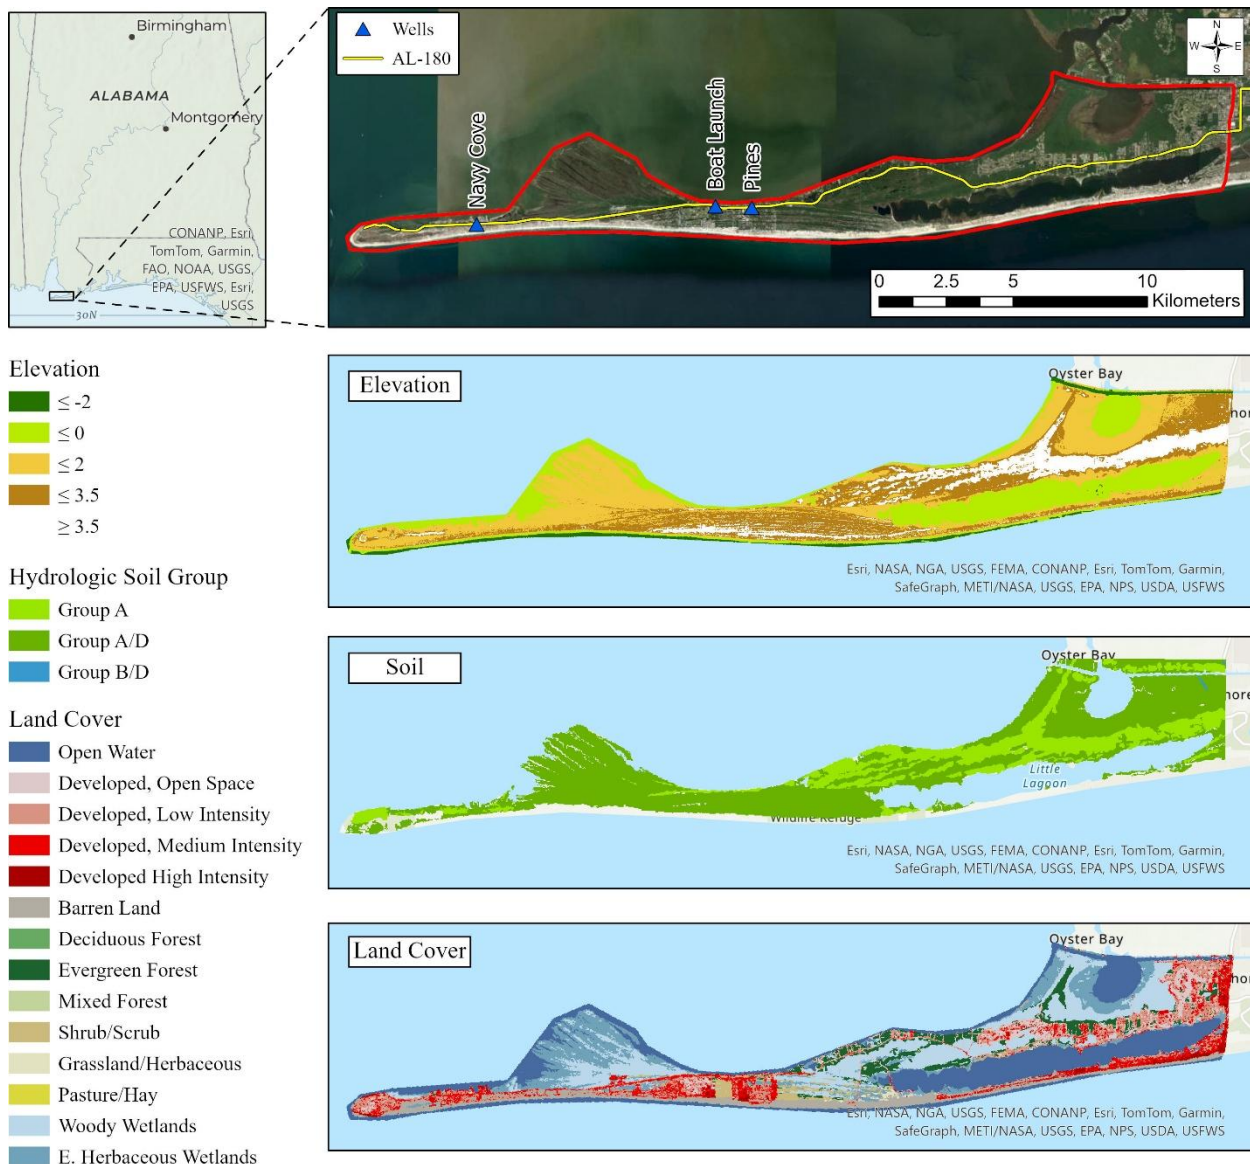 Birmingham
ALABAMA
Montgomery
CONANP, Esri,
TomTom, Garmin,
FAO, NOAA, USGS,
EPA, USFWS, Esri,
USGS
30N
Wells
AL-180
N
W E
S
Navy Cove
Boat Launch
Pines
0 2.5 5 10
Kilometers
Elevation
≤ -2
≤ 0
≤ 2
≤ 3.5
≥ 3.5
Hydrologic Soil Group
Group A
Group A/D
Group B/D
Land Cover
Open Water
Developed, Open Space
Developed, Low Intensity
Developed, Medium Intensity
Developed High Intensity
Barren Land
Deciduous Forest
Evergreen Forest
Mixed Forest
Shrub/Scrub
Grassland/Herbaceous
Pasture/Hay
Woody Wetlands
E. Herbaceous Wetlands
Elevation
Oyster Bay
hore
Esri, NASA, NGA, USGS, FEMA, CONANP, Esri, TomTom, Garmin,
SafeGraph, METI/NASA, USGS, EPA, NPS, USDA, USFWS
Soil
Oyster Bay
hore
Little
Lagoon
Wildlife Refuge
Esri, NASA, NGA, USGS, FEMA, CONANP, Esri, TomTom, Garmin,
SafeGraph, METI/NASA, USGS, EPA, NPS, USDA, USFWS
Land Cover
Oyster Bay
hor
Esri, NASA, NGA, USGS, FEMA, CONANP, Esri, TomTom, Garmin,
SafeGraph, METI/NASA, USGS, EPA, NPS, USDA, USFWS